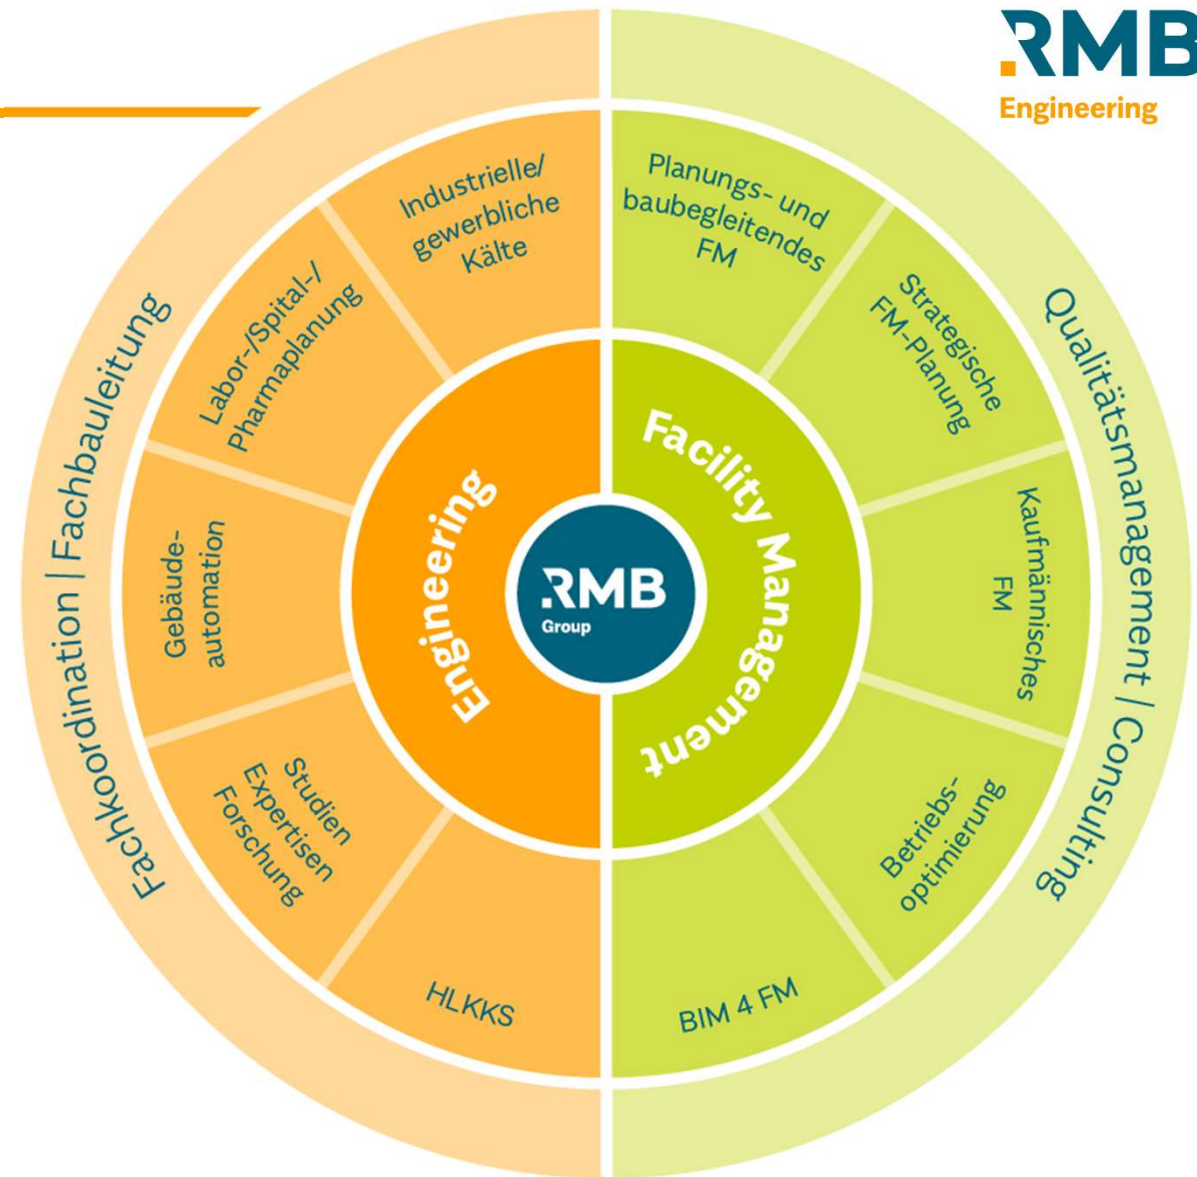 RMB
Engineering
Industrielle/
gewerbliche
Kälte
Labor-/Spital-/
Pharmaplanung
Gebäude-
automation
Studien
Expertisen
Forschung
HLKKS
Planungs- und
baubegleitendes
FM
Strategische
FM-Planung
Kaufmännisches
FM
Betriebs-
optimierung
BIM 4 FM
Fachkoordination | Fachbauleitung
Qualitätsmanagement | Consulting
Engineering
Facility Management
RMB
Group